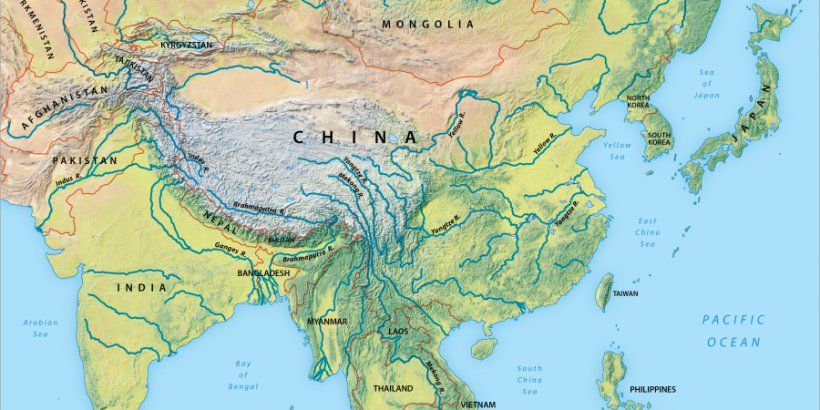 TURKMENISTAN
UZBEKISTAN
KYRGYZSTAN
TAJIKISTAN
AFGHANISTAN
PAKISTAN
MONGOLIA
CHINA
NORTH
KOREA
SOUTH
KOREA
JAPAN
Sea
of
Japan
Yellow
Sea
Yellow R.
Yellow R.
Indus R.
Indus R.
Yangtze R.
Mekong R.
Brahmaputra R.
NEPAL
BHUTAN
Yangtze R.
Yangtze R.
East
China
Sea
Ganges R.
Brahmaputra R.
BANGLADESH
INDIA
MYANMAR
LAOS
TAIWAN
PACIFIC
OCEAN
Arabian
Sea
Bay
of
Bengal
South
China
Sea
THAILAND
Mekong R.
VIETNAM
PHILIPPINES